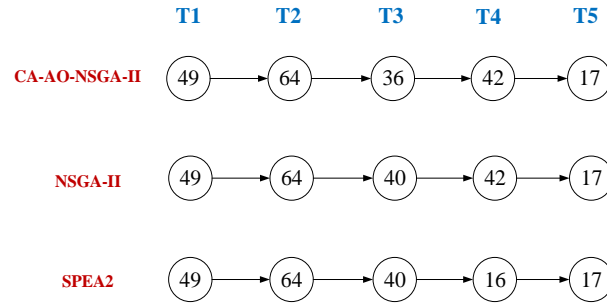 T1 T2 T3 T4 T5
CA-AO-NSGA-II 49 64 36 42 17
NSGA-II 49 64 40 42 17
SPEA2 49 64 40 16 17